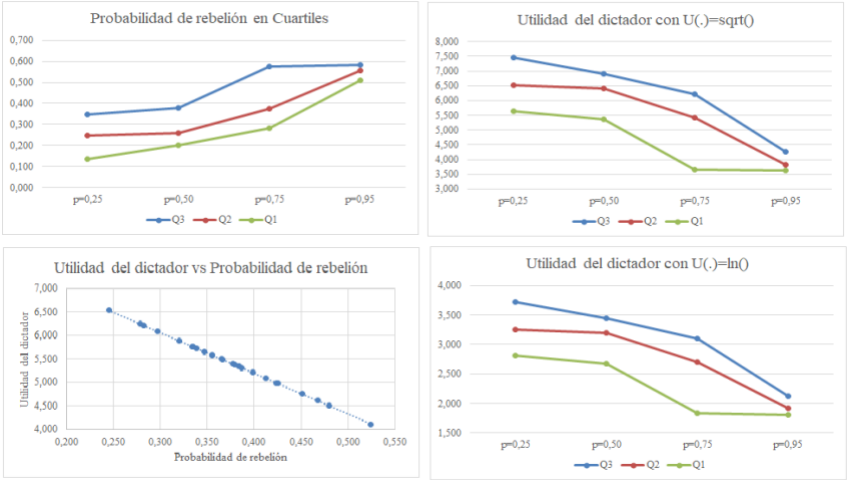 Probabilidad de rebelión en Cuartiles
0,700
0,600
0,500
0,400
0,300
0,200
0,100
0,000
p=0,25 p=0,50 p=0,75 p=0,95
Q3 Q2 Q1
Utilidad del dictador con U(.)=sqrt()
8,000
7,500
7,000
6,500
6,000
5,500
5,000
4,500
4,000
3,500
3,000
p=0,25 p=0,50 p=0,75 p=0,95
Q3 Q2 Q1
Utilidad del dictador vs Probabilidad de rebelión
Utilidad del dictador
7,000
6,500
6,000
5,500
5,000
4,500
4,000
0,200 0,250 0,300 0,350 0,400 0,450 0,500 0,550
Probabilidad de rebelión
Utilidad del dictador con U(.)=ln()
4,000
3,500
3,000
2,500
2,000
1,500
p=0,25 p=0,50 p=0,75 p=0,95
Q3 Q2 Q1